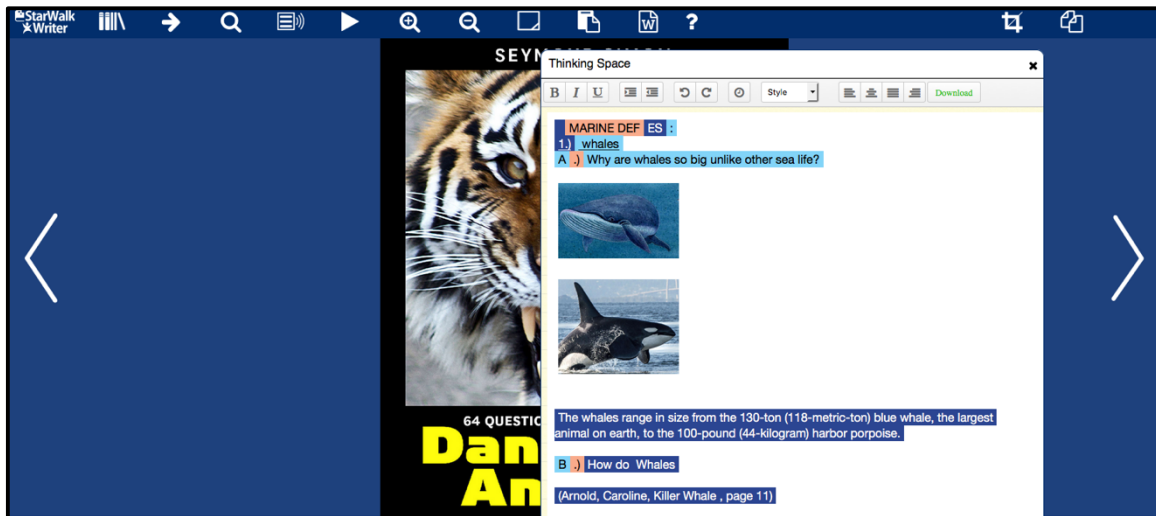 StarWalk
Writer
W
?
SEYM
Thinking Space
B I U
Style
Download
MARINE DEF ES :
1.) whales
A .) Why are whales so big unlike other sea life?
The whales range in size from the 130-ton (118-metric-ton) blue whale, the largest
animal on earth, to the 100-pound (44-kilogram) harbor porpoise.
B .) How do Whales
(Arnold, Caroline, Killer Whale , page 11)
64 QUESTIO
Dan
An